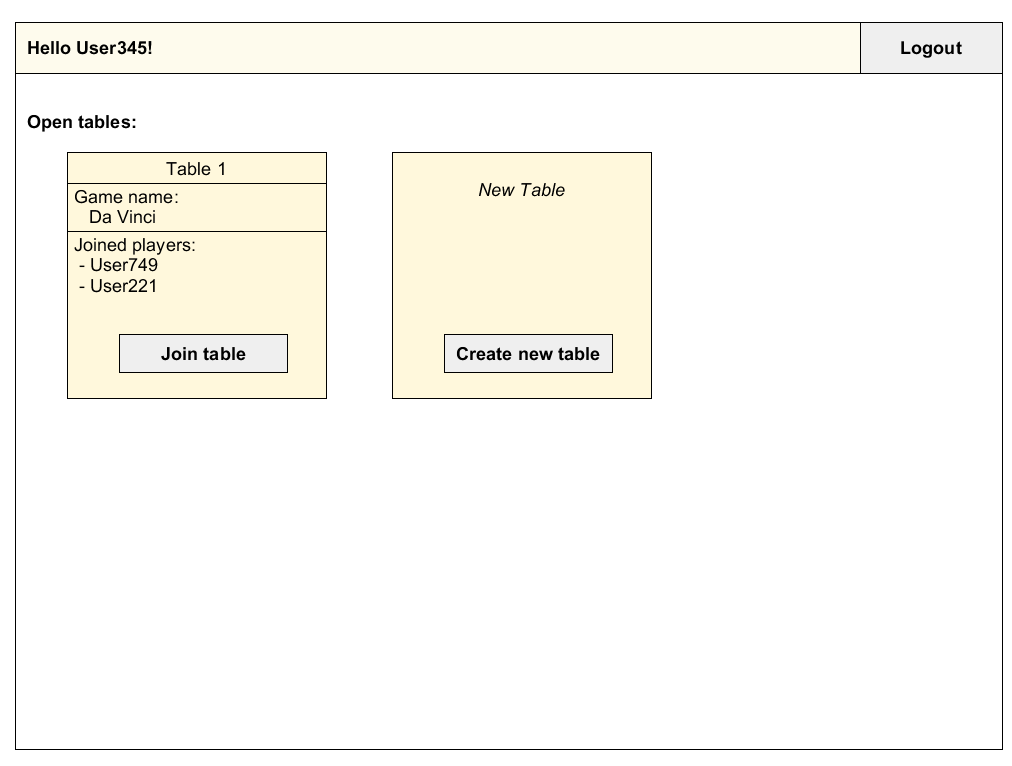 Hello User345!
Logout
Open tables:
Table 1
Game name:
Da Vinci
Joined players:
- User749
- User221
Join table
New Table
Create new table